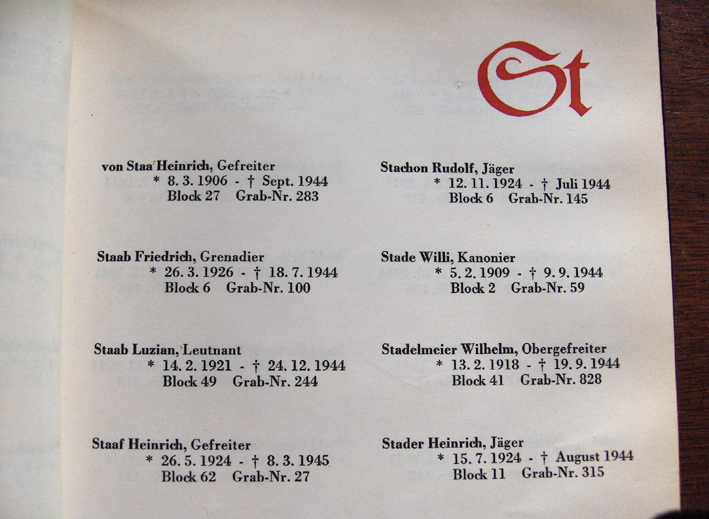 St
von Staa Heinrich, Gefreiter
* 8. 3. 1906 - † Sept. 1944
Block 27 Grab-Nr. 283
Staab Friedrich, Grenadier
* 26. 3. 1926 - † 18. 7. 1944
Block 6 Grab-Nr. 100
Staab Luzian, Leutnant
* 14. 2. 1921 - † 24. 12. 1944
Block 49 Grab-Nr. 244
Staaf Heinrich, Gefreiter
* 26. 5. 1924 - † 8. 3. 1945
Block 62 Grab-Nr. 27
Stachon Rudolf, Jäger
* 12. 11. 1924 - † Juli 1944
Block 6 Grab-Nr. 145
Stade Willi, Kanonier
* 5. 2. 1909 - † 9. 9. 1944
Block 2 Grab-Nr. 59
Stadelmeier Wilhelm, Obergefreiter
* 13. 2. 1918 - † 19. 9. 1944
Block 41 Grab-Nr. 828
Stader Heinrich, Jäger
* 15. 7. 1924 - † August 1944
Block 11 Grab-Nr. 315